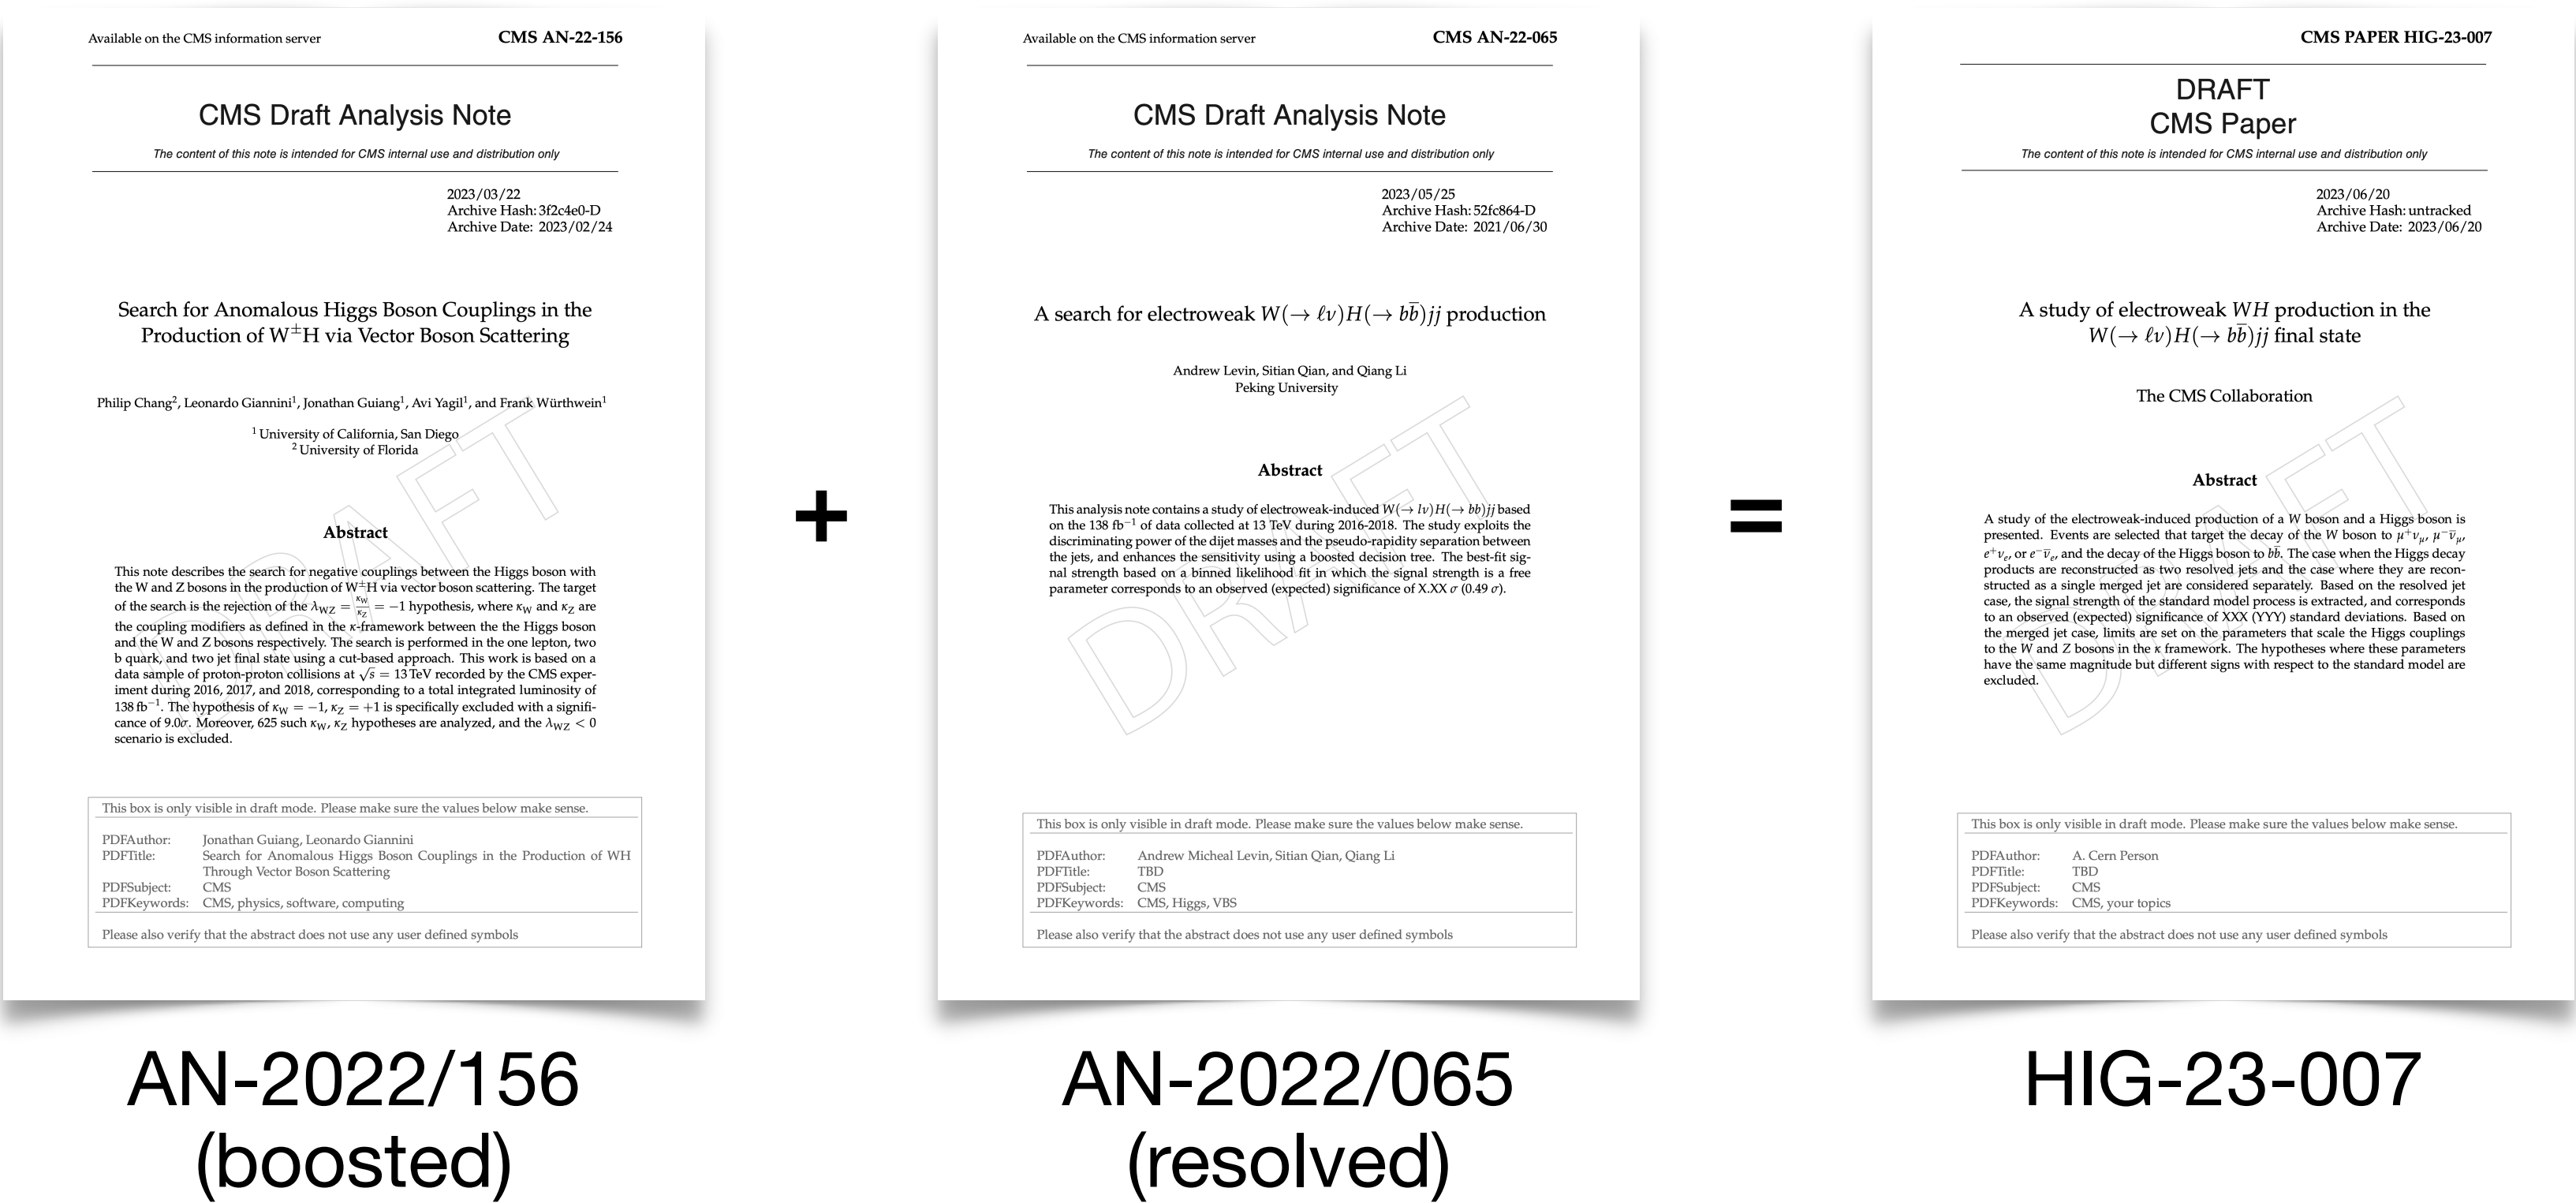 Available on the CMS information server
CMS AN-22-156
CMS Draft Analysis Note
The content of this note is intended for CMS internal use and distribution only
2023/03/22
Archive Hash: 3f2c4e0-D
Archive Date: 2023/02/24
Search for Anomalous Higgs Boson Couplings in the
Production of W±H via Vector Boson Scattering
Philip Chang², Leonardo Giannini¹, Jonathan Guiang¹, Avi Yagil¹, and Frank Würthwein¹
¹ University of California, San Diego
² University of Florida
Abstract
This note describes the search for negative couplings between the Higgs boson with
the W and Z bosons in the production of W±H via vector boson scattering. The target
of the search is the rejection of the λWZ = κW/κZ = −1 hypothesis, where κW and κZ are
the coupling modifiers as defined in the κ-framework between the the Higgs boson
and the W and Z bosons respectively. The search is performed in the one lepton, two
b quark, and two jet final state using a cut-based approach. This work is based on a
data sample of proton-proton collisions at √s = 13 TeV recorded by the CMS exper-
iment during 2016, 2017, and 2018, corresponding to a total integrated luminosity of
138 fb⁻¹. The hypothesis of κW = −1, κZ = +1 is specifically excluded with a signifi-
cance of 9.0σ. Moreover, 625 such κW, κZ hypotheses are analyzed, and the λWZ < 0
scenario is excluded.
DRAFT
This box is only visible in draft mode. Please make sure the values below make sense.
PDFAuthor: Jonathan Guiang, Leonardo Giannini
PDFTitle: Search for Anomalous Higgs Boson Couplings in the Production of WH
Through Vector Boson Scattering
PDFSubject: CMS
PDFKeywords: CMS, physics, software, computing
Please also verify that the abstract does not use any user defined symbols
AN-2022/156
(boosted)
+
Available on the CMS information server
CMS AN-22-065
CMS Draft Analysis Note
The content of this note is intended for CMS internal use and distribution only
2023/05/25
Archive Hash: 52fc864-D
Archive Date: 2021/06/30
A search for electroweak W(→ ℓν)H(→ bb̅)jj production
Andrew Levin, Sitian Qian, and Qiang Li
Peking University
Abstract
This analysis note contains a study of electroweak-induced W(→ lν)H(→ bb)jj based
on the 138 fb⁻¹ of data collected at 13 TeV during 2016-2018. The study exploits the
discriminating power of the dijet masses and the pseudo-rapidity separation between
the jets, and enhances the sensitivity using a bosted decision tree. The best-fit sig-
nal strength based on a binned likelihood fit in which the signal strength is a free
parameter corresponds to an observed (expected) significance of X.XX σ (0.49 σ).
DRAFT
This box is only visible in draft mode. Please make sure the values below make sense.
PDFAuthor: Andrew Micheal Levin, Sitian Qian, Qiang Li
PDFTitle: TBD
PDFSubject: CMS
PDFKeywords: CMS, Higgs, VBS
Please also verify that the abstract does not use any user defined symbols
AN-2022/065
(resolved)
=
CMS PAPER HIG-23-007
DRAFT
CMS Paper
The content of this note is intended for CMS internal use and distribution only
2023/06/20
Archive Hash: untracked
Archive Date: 2023/06/20
A study of electroweak WH production in the
W(→ ℓν)H(→ bb̅)jj final state
The CMS Collaboration
Abstract
A study of the electroweak-induced production of a W boson and a Higgs boson is
presented. Events are selected that target the decay of the W boson to μ⁺νμ, μ⁻ν̅μ,
e⁺νe, or e⁻ν̅e, and the decay of the Higgs boson to bb̅. The case when the Higgs decay
products are reconstructed as two resolved jets and the case where they are recon-
structed as a single merged jet are considered separately. Based on the resolved jet
case, the signal strength of the standard model process is extracted, and corresponds
to an observed (expected) significance of XXX (YYY) standard deviations. Based on
the merged jet case, limits are set on the parameters that scale the Higgs couplings
to the W and Z bosons in the κ framework. The hypotheses where these parameters
have the same magnitude but different signs with respect to the standard model are
excluded.
DRAFT
This box is only visible in draft mode. Please make sure the values below make sense.
PDFAuthor: A. Cern Person
PDFTitle: TBD
PDFSubject: CMS
PDFKeywords: CMS, your topics
Please also verify that the abstract does not use any user defined symbols
HIG-23-007